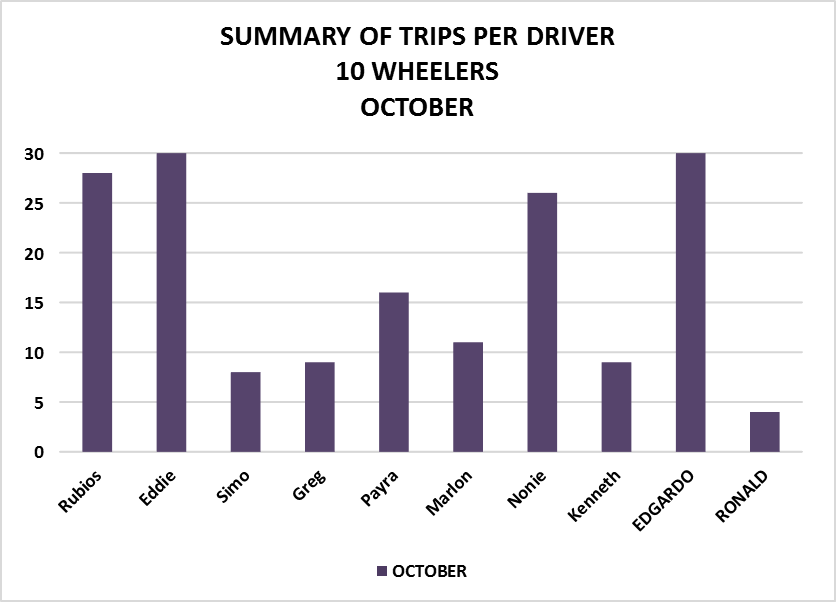 SUMMARY OF TRIPS PER DRIVER
10 WHEELERS
OCTOBER
30
25
20
15
10
5
0
Rubios
Eddie
Simo
Greg
Payra
Marlon
Nonie
Kenneth
EDGARDO
RONALD
OCTOBER